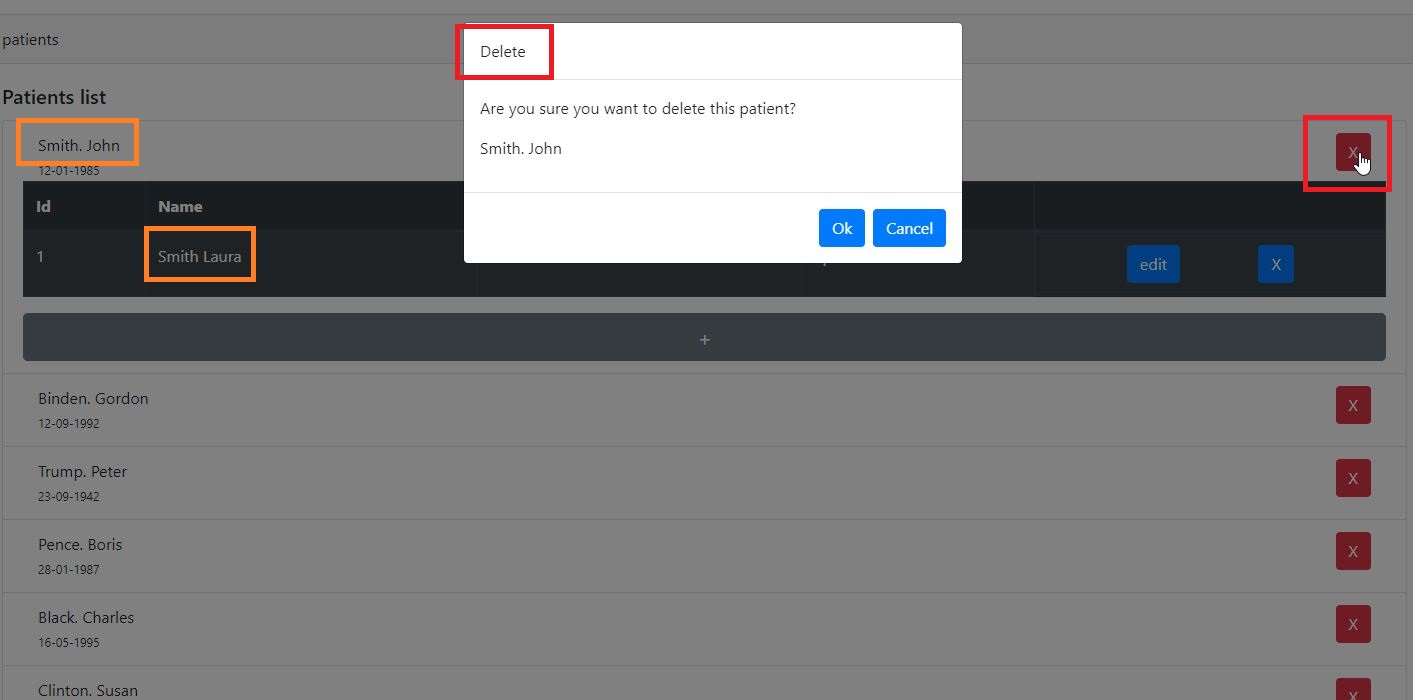 patients
Delete
Are you sure you want to delete this patient?
Smith. John
Ok Cancel
Patients list
Smith. John X
12-01-1985
Id Name
1 Smith Laura edit X
+
Binden. Gordon X
12-09-1992
Trump. Peter X
23-09-1942
Pence. Boris X
28-01-1987
Black. Charles X
16-05-1995
Clinton. Susan X